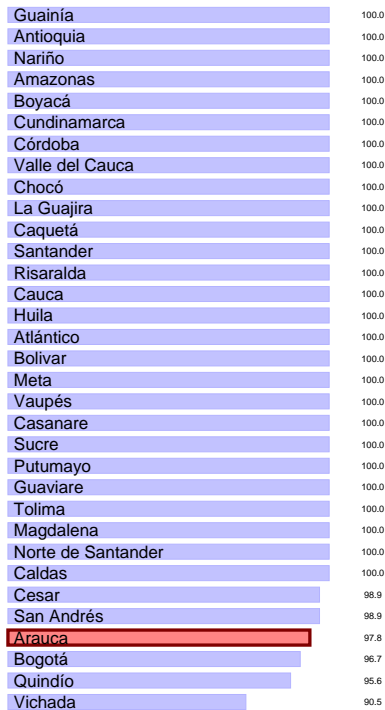 Guainía 100.0
Antioquia 100.0
Nariño 100.0
Amazonas 100.0
Boyacá 100.0
Cundinamarca 100.0
Córdoba 100.0
Valle del Cauca 100.0
Chocó 100.0
La Guajira 100.0
Caquetá 100.0
Santander 100.0
Risaralda 100.0
Cauca 100.0
Huila 100.0
Atlántico 100.0
Bolivar 100.0
Meta 100.0
Vaupés 100.0
Casanare 100.0
Sucre 100.0
Putumayo 100.0
Guaviare 100.0
Tolima 100.0
Magdalena 100.0
Norte de Santander 100.0
Caldas 100.0
Cesar 98.9
San Andrés 98.9
Arauca 97.8
Bogotá 96.7
Quindío 95.6
Vichada 90.5